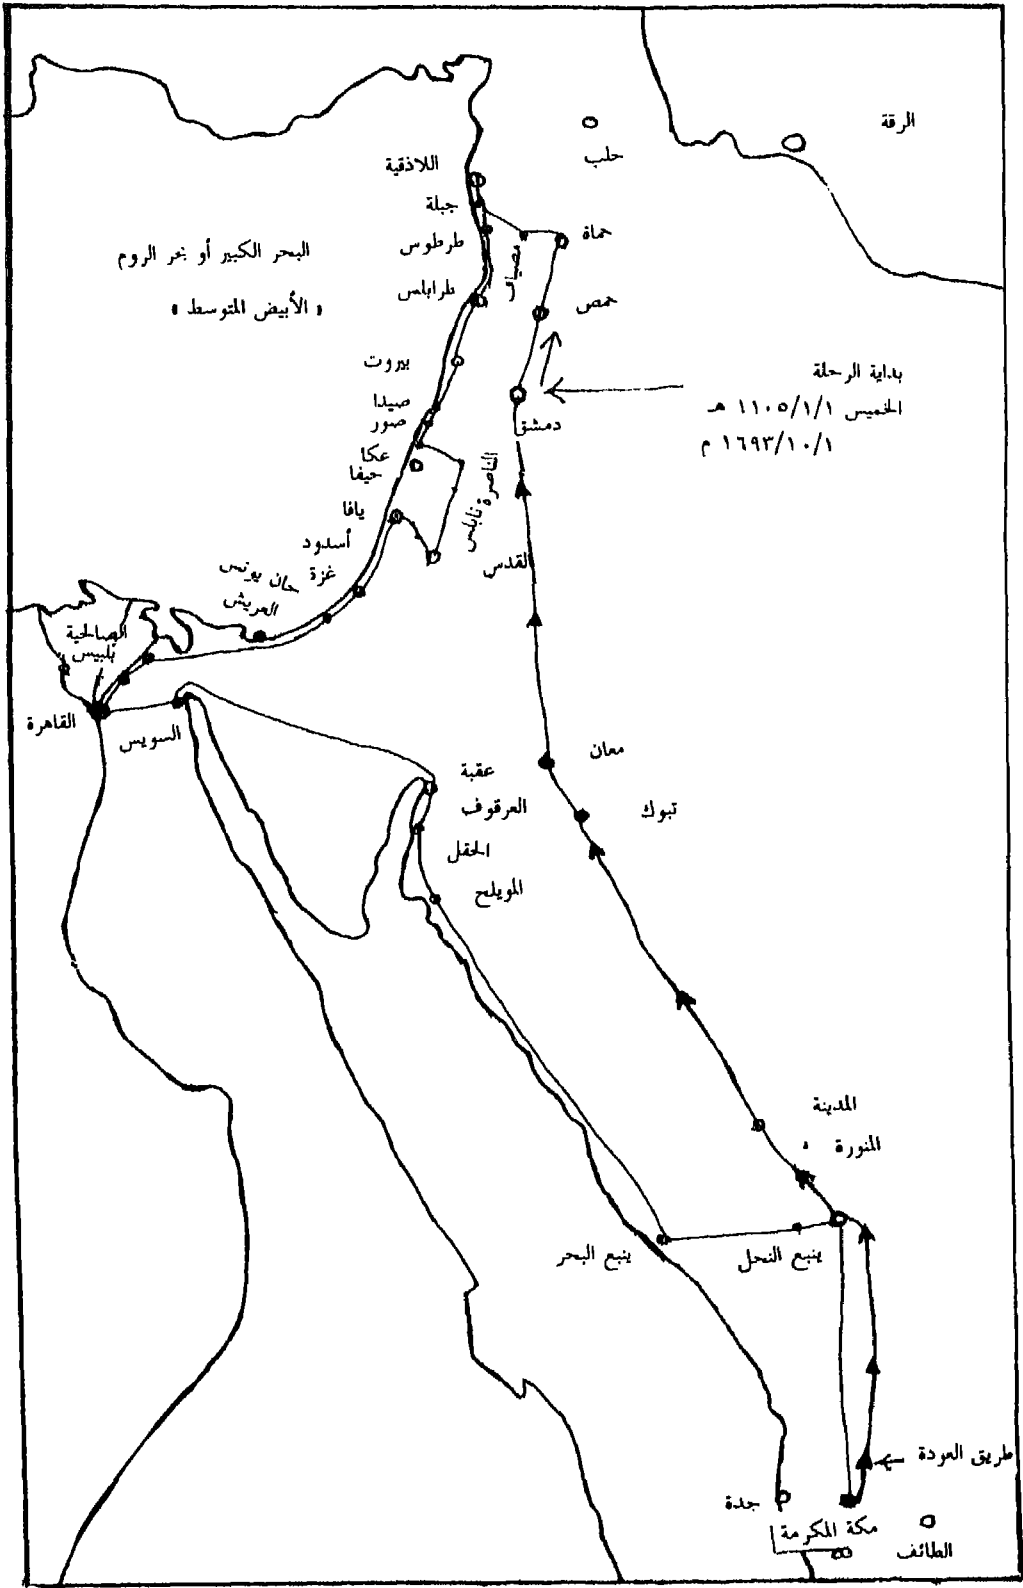 الرقة
حلب
اللاذقية
جبلة
حماة
طرطوس
مصياف
البحر الكبير أو بحر الروم
« الأبيض المتوسط »
طرابلس
حمص
بيروت
بداية الرحلة
الخميس ١١٠٥/١/١ هـ
١٦٩٣/١٠/١ م
صيدا
صور
دمشق
عكا
حيفا
الناصرة
نابلس
يافا
أسدود
القدس
غزة
خان يونس
العريش
الصالحية
بلبيس
القاهرة
السويس
معان
عقبة
العرقوف
تبوك
الحقل
المويلح
المدينة
المنورة
ينبع البحر
ينبع النحل
طريق العودة
جدة
مكة المكرمة
الطائف